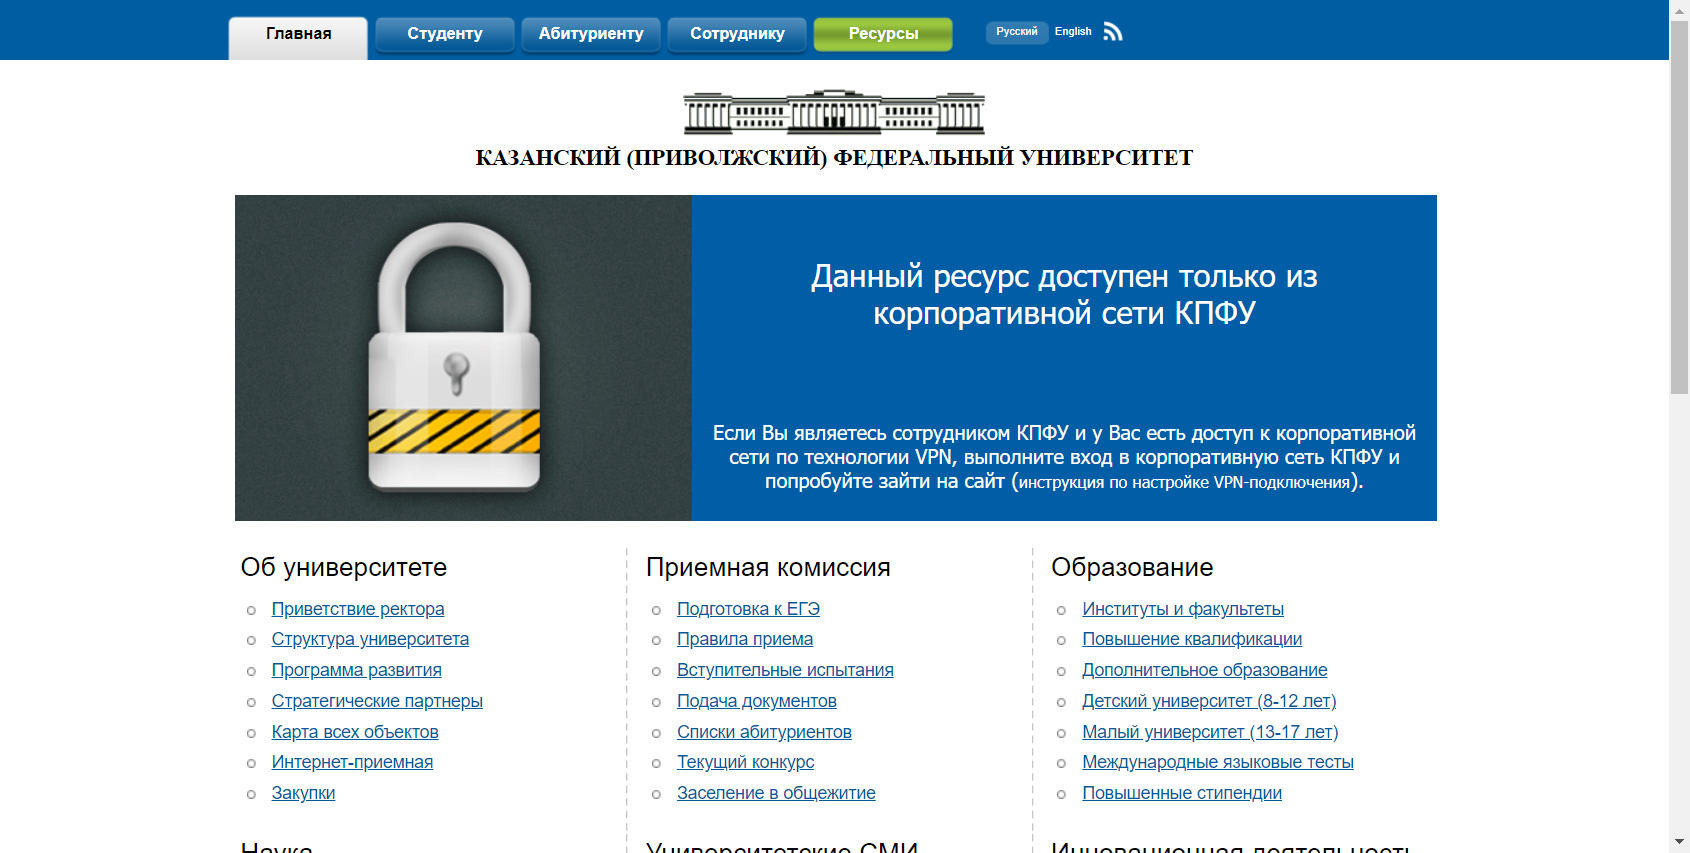 Главная
Студенту
Абитуриенту
Сотруднику
Ресурсы
Русский
English
КАЗАНСКИЙ (ПРИВОЛЖСКИЙ) ФЕДЕРАЛЬНЫЙ УНИВЕРСИТЕТ
Данный ресурс доступен только из
корпоративной сети КПФУ
Если Вы являетесь сотрудником КПФУ и у Вас есть доступ к корпоративной
сети по технологии VPN, выполните вход в корпоративную сеть КПФУ и
попробуйте зайти на сайт (инструкция по настройке VPN-подключения).
Об университете
Приветствие ректора
Структура университета
Программа развития
Стратегические партнеры
Карта всех объектов
Интернет-приемная
Закупки
Приемная комиссия
Подготовка к ЕГЭ
Правила приема
Вступительные испытания
Подача документов
Списки абитуриентов
Текущий конкурс
Заселение в общежитие
Образование
Институты и факультеты
Повышение квалификации
Дополнительное образование
Детский университет (8-12 лет)
Малый университет (13-17 лет)
Международные языковые тесты
Повышенные стипендии
Наука
Университетские СМИ
Инновационная деятельность